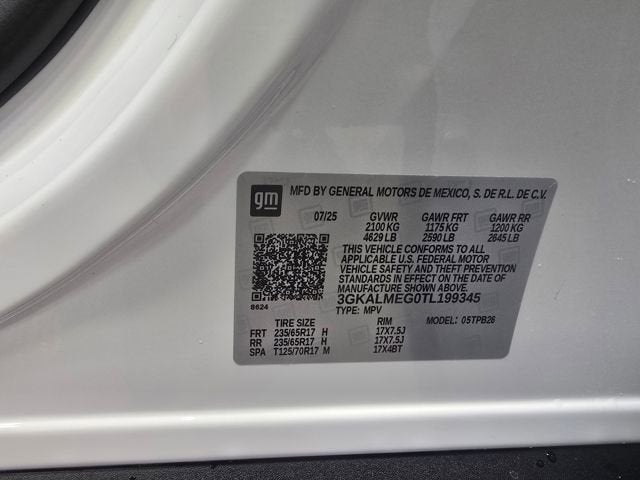 gm MFD BY GENERAL MOTORS DE MEXICO, S. DE R.L. DE C.V.
07/25 GVWR GAWR FRT GAWR RR
2100 KG 1175 KG 1200 KG
4629 LB 2590 LB 2645 LB
THIS VEHICLE CONFORMS TO ALL
APPLICABLE U.S. FEDERAL MOTOR
VEHICLE SAFETY AND THEFT PREVENTION
STANDARDS IN EFFECT ON THE DATE OF
MANUFACTURE SHOWN ABOVE.
3GKALMEG0TL199345
8624
TYPE: MPV MODEL: 05TPB26
TIRE SIZE RIM
FRT 235/65R17 H 17X7.5J
RR 235/65R17 H 17X7.5J
SPA T125/70R17 M 17X4BT